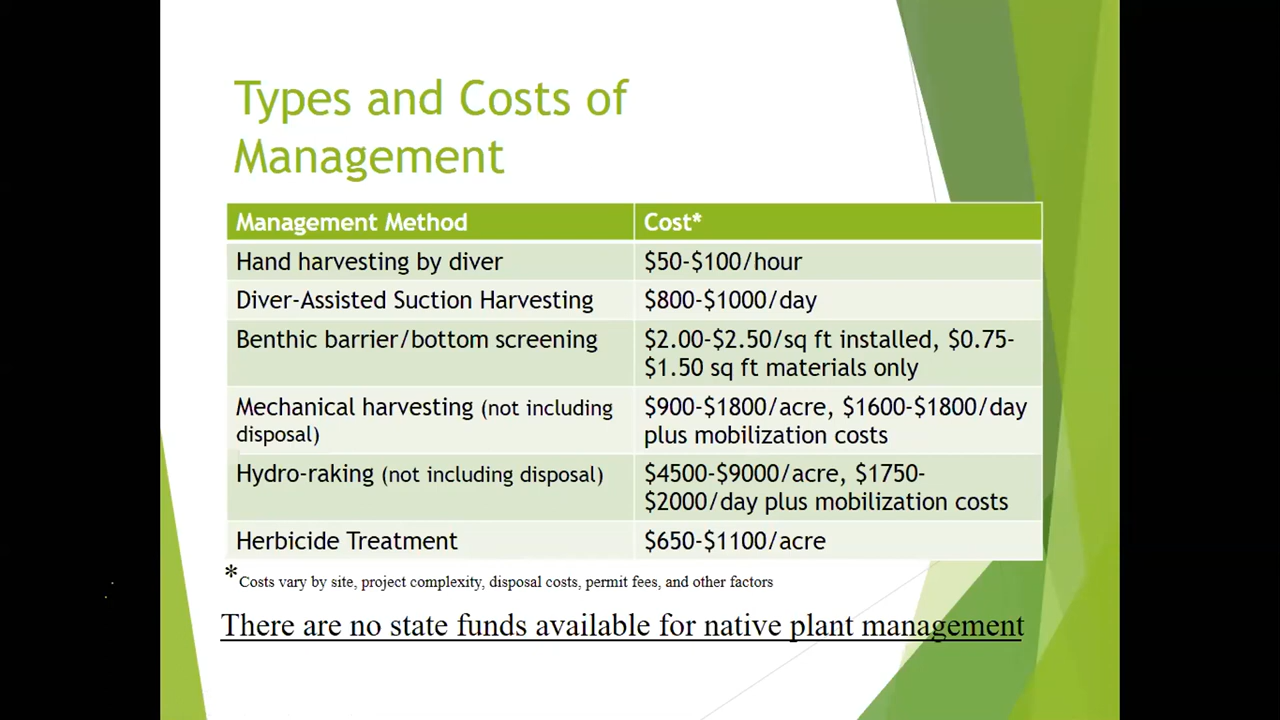 Types and Costs of
Management
Management Method
Cost*
Hand harvesting by diver
$50-$100/hour
Diver-Assisted Suction Harvesting
$800-$1000/day
Benthic barrier/bottom screening
$2.00-$2.50/sq ft installed, $0.75-
$1.50 sq ft materials only
Mechanical harvesting (not including
disposal)
$900-$1800/acre, $1600-$1800/day
plus mobilization costs
Hydro-raking (not including disposal)
$4500-$9000/acre, $1750-
$2000/day plus mobilization costs
Herbicide Treatment
$650-$1100/acre
*Costs vary by site, project complexity, disposal costs, permit fees, and other factors
There are no state funds available for native plant management